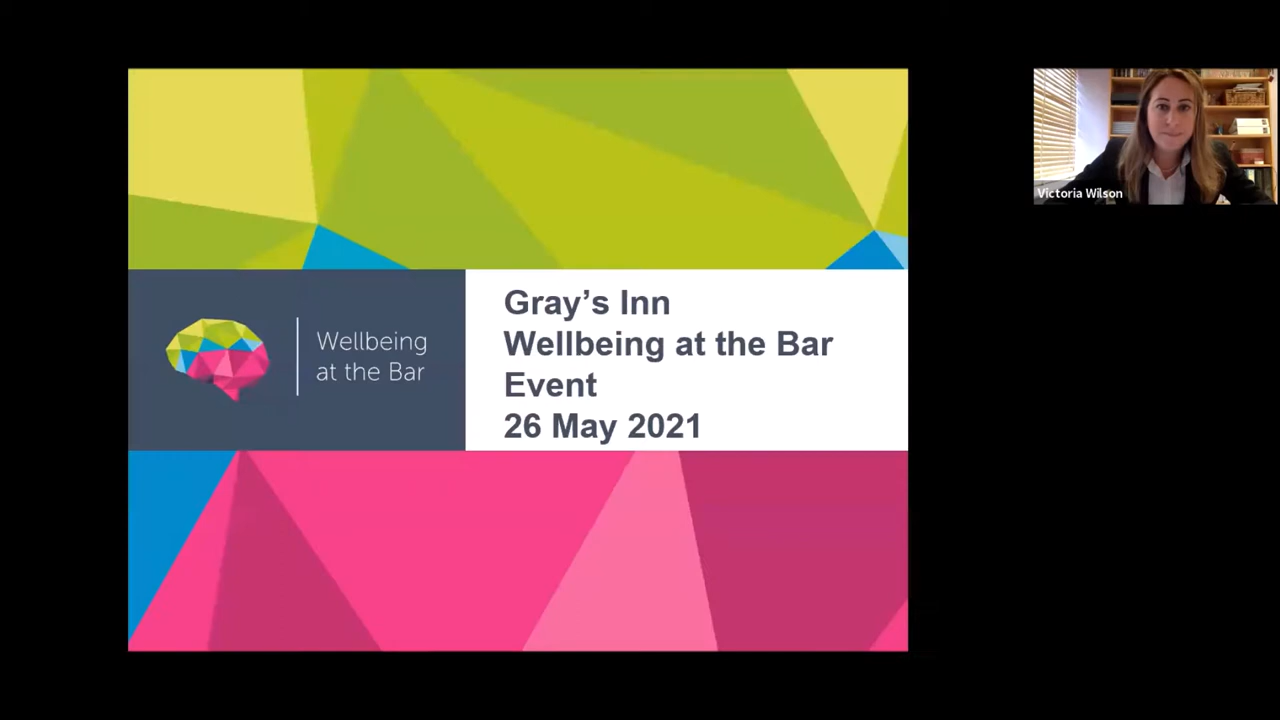 Gray’s Inn
Wellbeing at the Bar
Event
26 May 2021
Wellbeing
at the Bar
Victoria Wilson